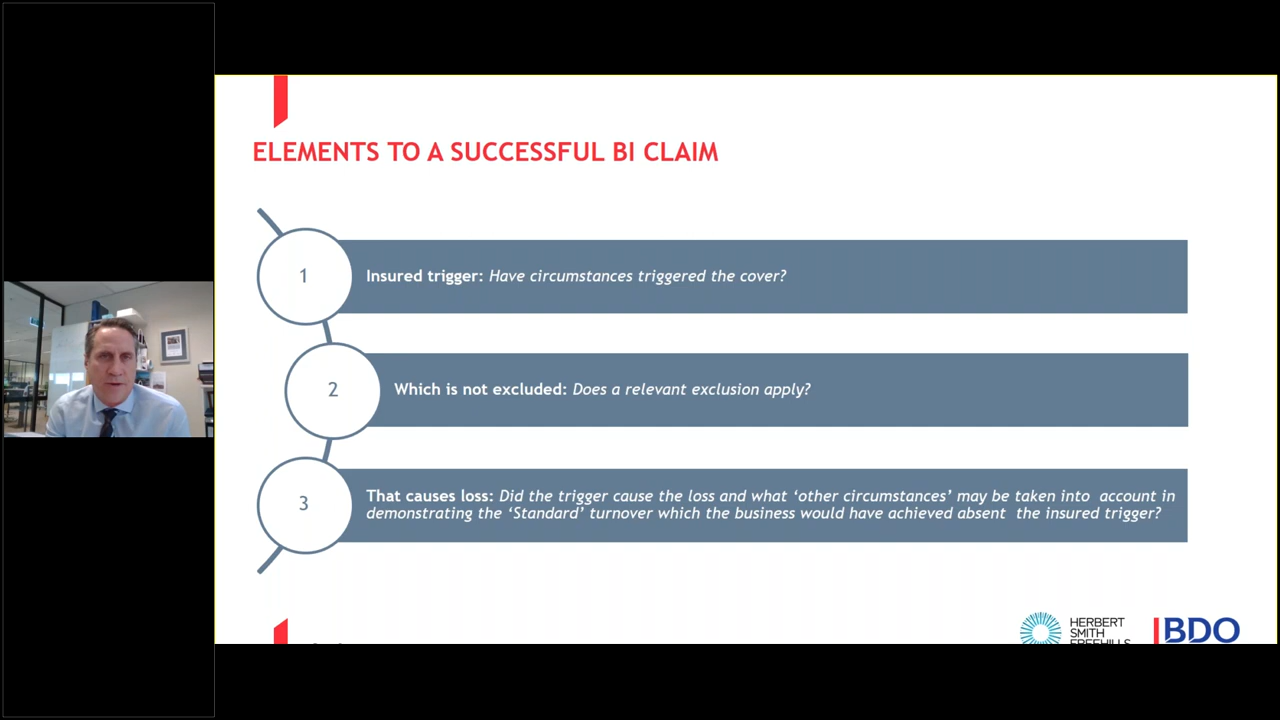 ELEMENTS TO A SUCCESSFUL BI CLAIM
1
Insured trigger: Have circumstances triggered the cover?
2
Which is not excluded: Does a relevant exclusion apply?
3
That causes loss: Did the trigger cause the loss and what ‘other circumstances’ may be taken into account in
demonstrating the ‘Standard’ turnover which the business would have achieved absent the insured trigger?
HERBERT
SMITH
FREEHILLS
BDO